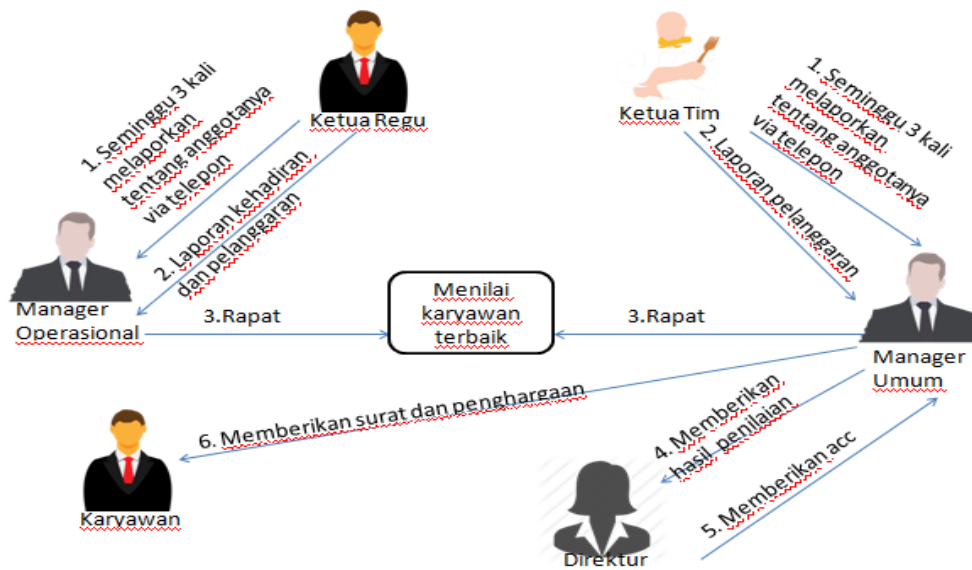 Ketua Regu
Ketua Tim
1. Seminggu 3 kali
melaporkan
tentang anggotanya
via telepon
2. Laporan kehadiran
dan pelanggaran
1. Seminggu 3 kali
melaporkan
tentang anggotanya
via telepon
2. Laporan pelanggaran
Manager
Operasional
3.Rapat
Menilai
karyawan
terbaik
3.Rapat
Manager
Umum
6. Memberikan surat dan penghargaan
4. Memberikan
hasil penilaian
5. Memberikan acc
Karyawan
Direktur